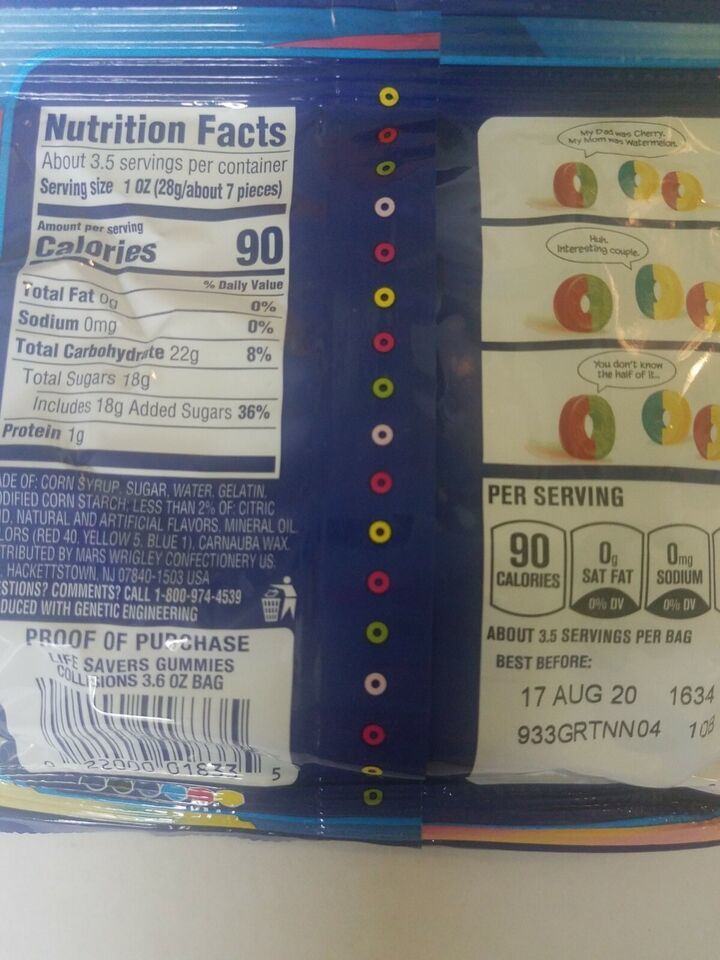 Nutrition Facts
About 3.5 servings per container
Serving size 1 OZ (28g/about 7 pieces)
Amount per serving
Calories 90
% Daily Value
Total Fat 0g 0%
Sodium 0mg 0%
Total Carbohydrate 22g 8%
Total Sugars 18g
Includes 18g Added Sugars 36%
Protein 1g
ADE OF: CORN SYRUP, SUGAR, WATER, GELATIN,
ODIFIED CORN STARCH; LESS THAN 2% OF: CITRIC
ID, NATURAL AND ARTIFICIAL FLAVORS, MINERAL OIL,
LORS (RED 40, YELLOW 5, BLUE 1), CARNAUBA WAX.
TRIBUTED BY MARS WRIGLEY CONFECTIONERY US,
HACKETTSTOWN, NJ 07840-1503 USA
ESTIONS? COMMENTS? CALL 1-800-974-4539
DUCED WITH GENETIC ENGINEERING
PROOF OF PURCHASE
LIFE SAVERS GUMMIES
COLLISIONS 3.6 OZ BAG
0 22000 01833 5
My Dad was Cherry.
My Mom was Watermelon.
Huh.
Interesting couple.
You don't know
the half of it...
PER SERVING
90 CALORIES
0g SAT FAT 0% DV
0mg SODIUM 0% DV
ABOUT 3.5 SERVINGS PER BAG
BEST BEFORE:
17 AUG 20 1634
933GRTNN04